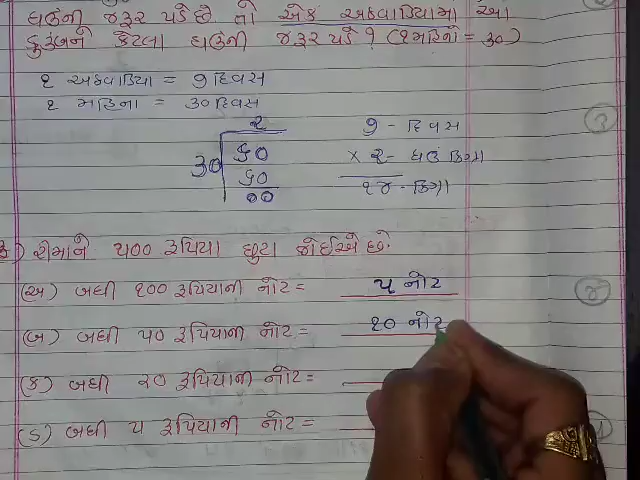 ઘઉંની જરૂર પડે છે તો એક અઠવાડિયામાં આ
કુટુંબને કેટલા ઘઉંની જરૂર પડે ? (૧ મહિનો = ૩૦)
૧ અઠવાડિયા = ૭ દિવસ
૧ મહિના = ૩૦ દિવસ
૨
૩૦ ૬૦
૬૦
૦૦
૭ - દિવસ
× ૨ - ઘઉં કિગ્રા
૧૪ - કિગ્રા
૩
) સીમાને ૫૦૦ રૂપિયા છુટા જોઈએ છે.
(અ) બધી ૧૦૦ રૂપિયાની નોટ = ૫ નોટ
૪
(બ) બધી ૫૦ રૂપિયાની નોટ = ૧૦ નોટ
(ક) બધી ૨૦ રૂપિયાની નોટ =
(ડ) બધી ૫ રૂપિયાની નોટ =